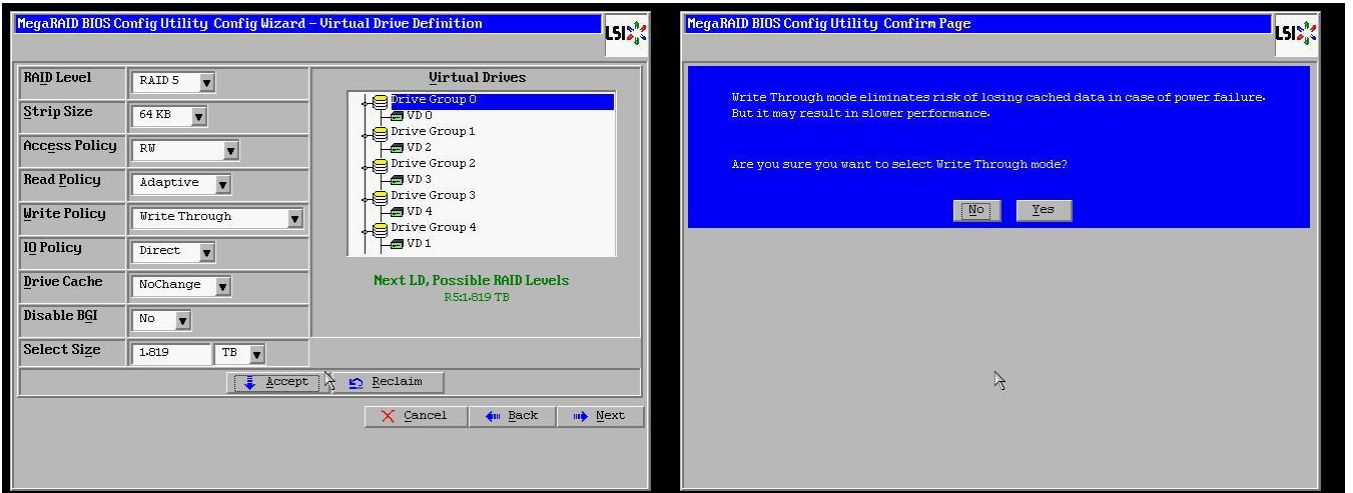 MegaRAID BIOS Config Utility Config Wizard – Virtual Drive Definition
LSI
RAID Level
RAID 5
Strip Size
64 KB
Access Policy
RW
Read Policy
Adaptive
Write Policy
Write Through
IO Policy
Direct
Drive Cache
NoChange
Disable BGI
No
Select Size
1.819
TB
Virtual Drives
Drive Group 0
VD 0
Drive Group 1
VD 2
Drive Group 2
VD 3
Drive Group 3
VD 4
Drive Group 4
VD 1
Next LD, Possible RAID Levels
R5:1.819 TB
Accept
Reclaim
Cancel
Back
Next
MegaRAID BIOS Config Utility Confirm Page
LSI
Write Through mode eliminates risk of losing cached data in case of power failure.
But it may result in slower performance.
Are you sure you want to select Write Through mode?
No
Yes